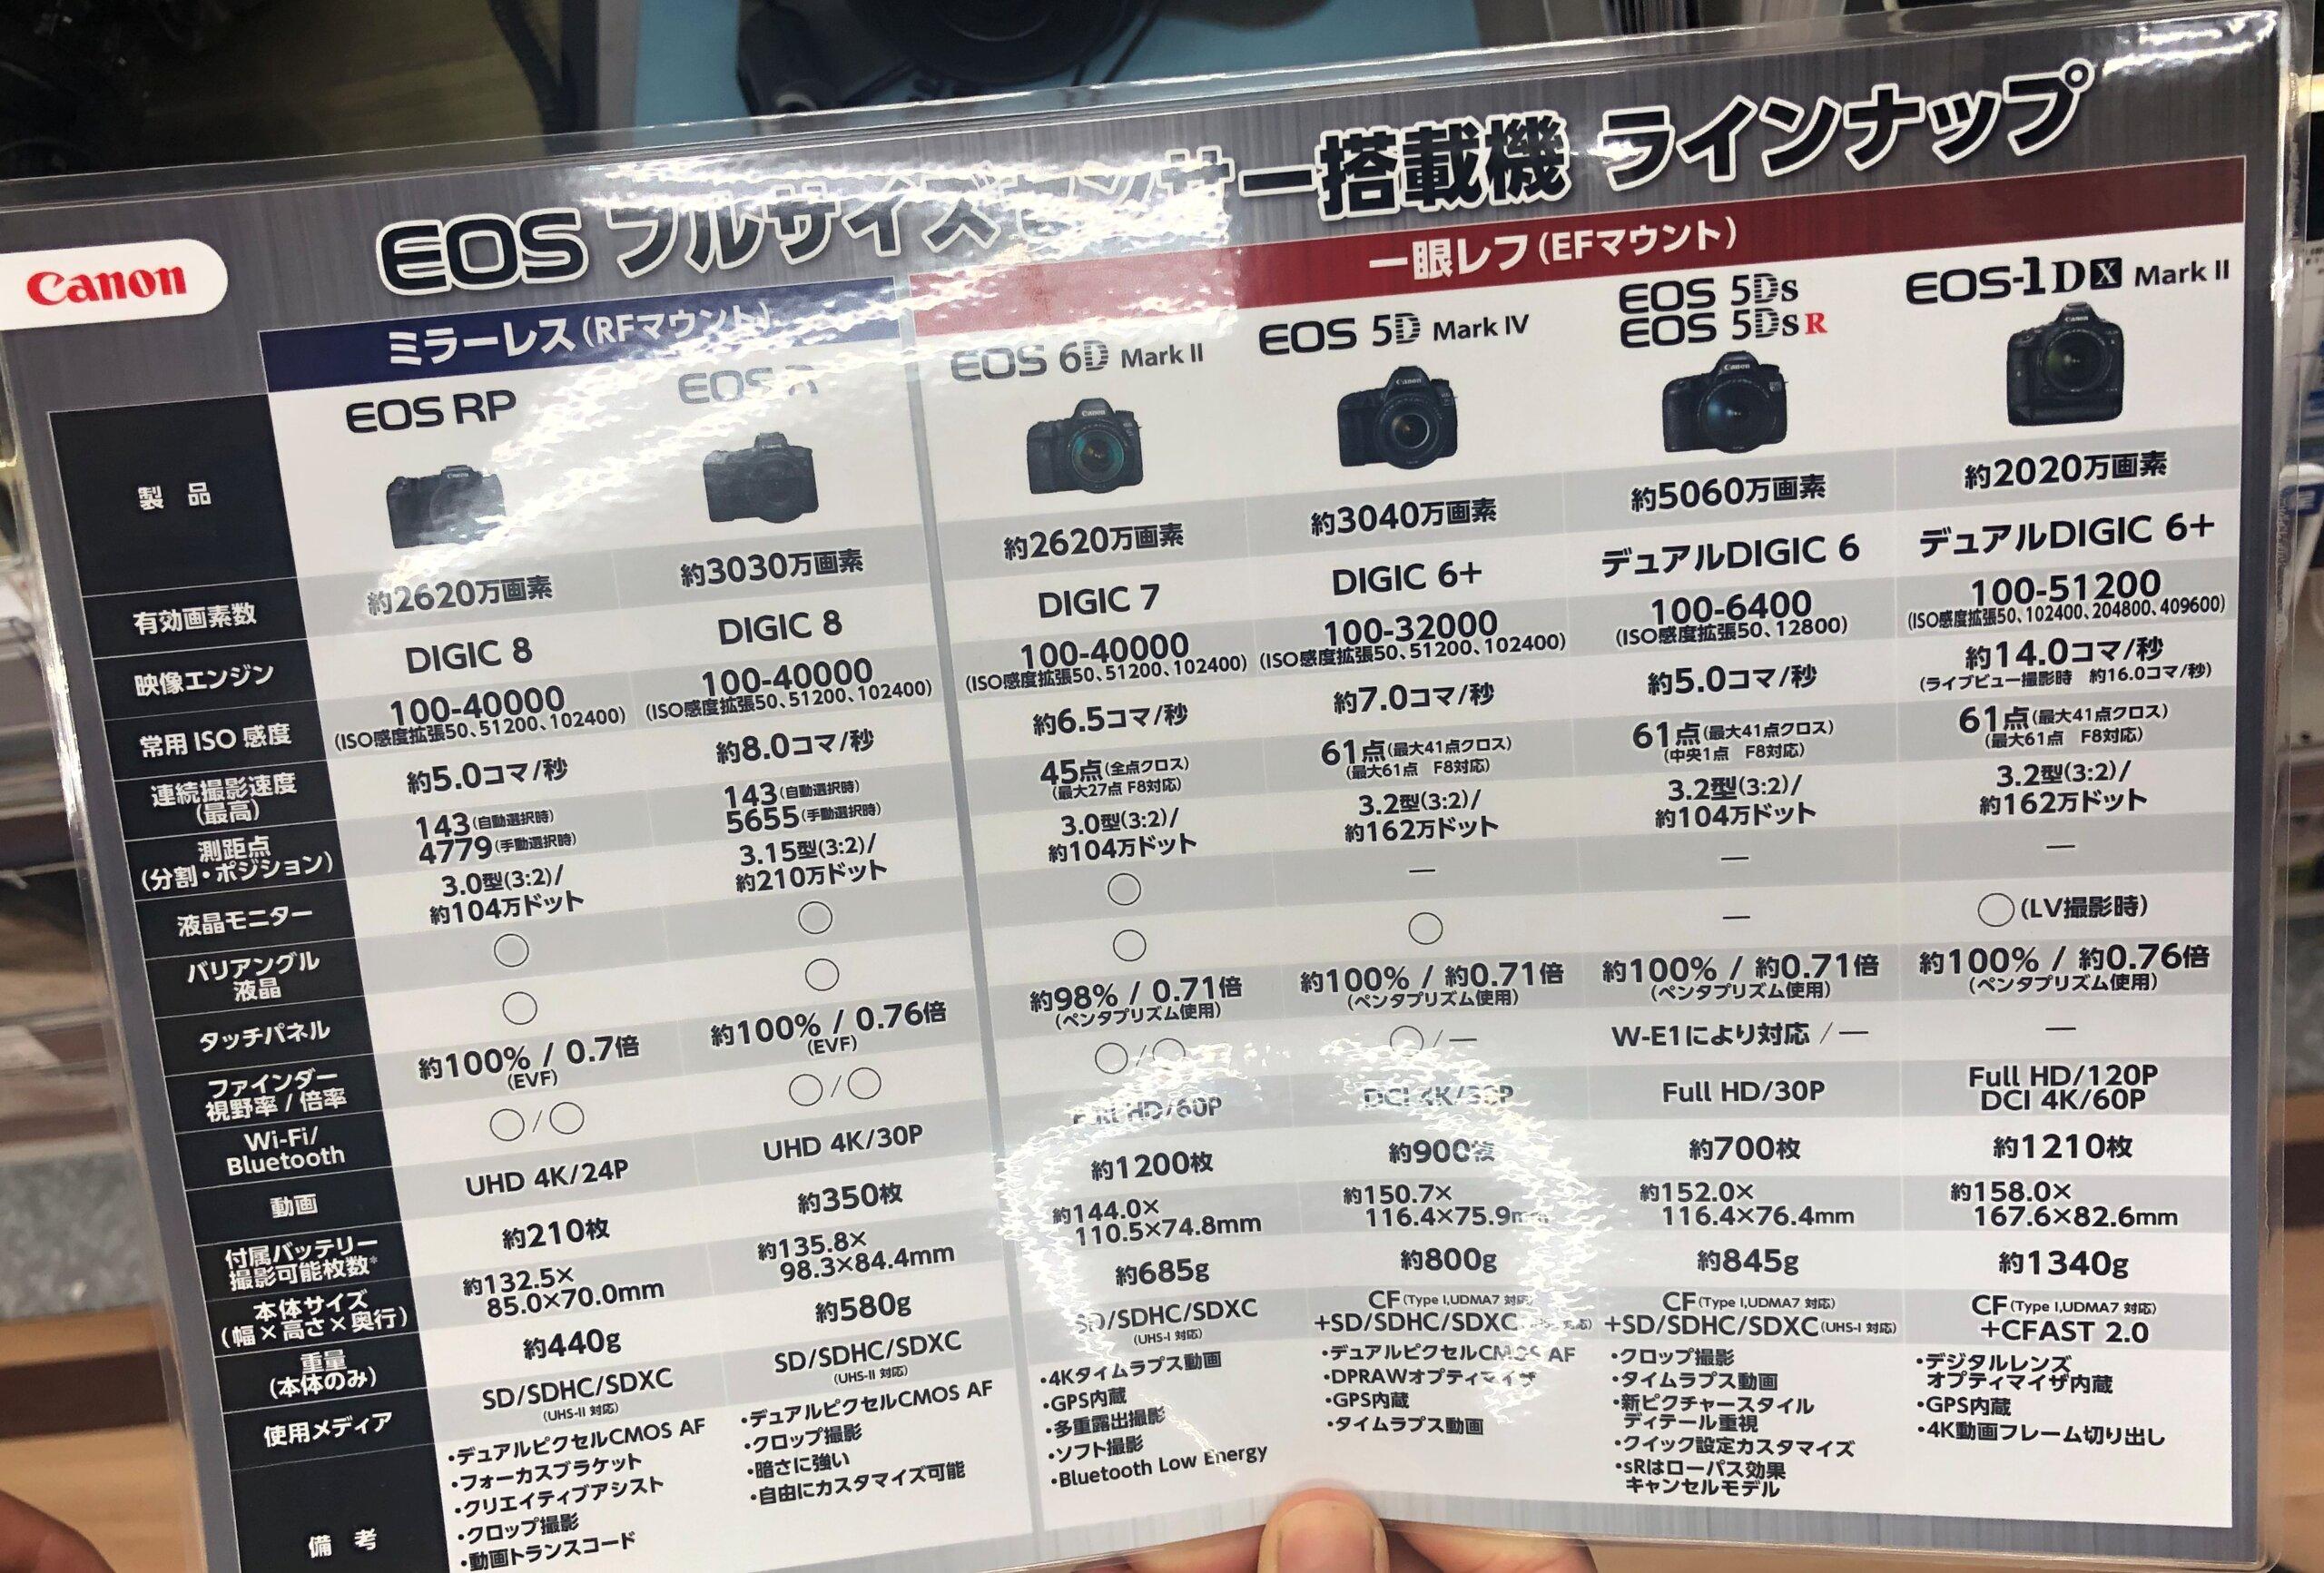 EOS フルサイズセンサー搭載機 ラインナップ
Canon
ミラーレス(RFマウント)
一眼レフ(EFマウント)
製 品
EOS RP
EOS R
EOS 6D Mark II
EOS 5D Mark IV
EOS 5Ds
EOS 5Ds R
EOS-1D X Mark II
有効画素数
約2620万画素
約3030万画素
約2620万画素
約3040万画素
約5060万画素
約2020万画素
映像エンジン
DIGIC 8
DIGIC 8
DIGIC 7
DIGIC 6+
デュアルDIGIC 6
デュアルDIGIC 6+
常用 ISO 感度
100-40000
(ISO感度拡張50、51200、102400)
100-40000
(ISO感度拡張50、51200、102400)
100-40000
(ISO感度拡張50、51200、102400)
100-32000
(ISO感度拡張50、51200、102400)
100-6400
(ISO感度拡張50、12800)
100-51200
(ISO感度拡張50、102400、204800、409600)
連続撮影速度
(最高)
約5.0コマ/秒
約8.0コマ/秒
約6.5コマ/秒
約7.0コマ/秒
約5.0コマ/秒
約14.0コマ/秒
(ライブビュー撮影時 約16.0コマ/秒)
測距点
(分割・ポジション)
143(自動選択時)
4779(手動選択時)
143(自動選択時)
5655(手動選択時)
45点(全点クロス)
(最大27点 F8対応)
61点(最大41点クロス)
(最大61点 F8対応)
61点(最大41点クロス)
(中央1点 F8対応)
61点(最大41点クロス)
(最大61点 F8対応)
液晶モニター
3.0型(3:2)/
約104万ドット
3.15型(3:2)/
約210万ドット
3.0型(3:2)/
約104万ドット
3.2型(3:2)/
約162万ドット
3.2型(3:2)/
約104万ドット
3.2型(3:2)/
約162万ドット
バリアングル
液晶
○
○
○
—
—
—
タッチパネル
○
○
○
○
—
○(LV撮影時)
ファインダー
視野率 / 倍率
約100% / 0.7倍
(EVF)
約100% / 0.76倍
(EVF)
約98% / 0.71倍
(ペンタプリズム使用)
約100% / 約0.71倍
(ペンタプリズム使用)
約100% / 約0.71倍
(ペンタプリズム使用)
約100% / 約0.76倍
(ペンタプリズム使用)
Wi-Fi/
Bluetooth
○/○
○/○
○/○
○/—
W-E1により対応 / —
—
動画
UHD 4K/24P
UHD 4K/30P
Full HD/60P
DCI 4K/30P
Full HD/30P
Full HD/120P
DCI 4K/60P
付属バッテリー
撮影可能枚数*
約210枚
約350枚
約1200枚
約900枚
約700枚
約1210枚
本体サイズ
(幅×高さ×奥行)
約132.5×
85.0×70.0mm
約135.8×
98.3×84.4mm
約144.0×
110.5×74.8mm
約150.7×
116.4×75.9mm
約152.0×
116.4×76.4mm
約158.0×
167.6×82.6mm
重量
(本体のみ)
約440g
約580g
約685g
約800g
約845g
約1340g
使用メディア
SD/SDHC/SDXC
(UHS-II 対応)
SD/SDHC/SDXC
(UHS-II 対応)
SD/SDHC/SDXC
(UHS-I 対応)
CF(Type I,UDMA7 対応)
+SD/SDHC/SDXC
CF(Type I,UDMA7 対応)
+SD/SDHC/SDXC(UHS-I 対応)
CF(Type I,UDMA7 対応)
+CFAST 2.0
備 考
・デュアルピクセルCMOS AF
・フォーカスブラケット
・クリエイティブアシスト
・クロップ撮影
・動画トランスコード
・デュアルピクセルCMOS AF
・クロップ撮影
・暗さに強い
・自由にカスタマイズ可能
・4Kタイムラプス動画
・GPS内蔵
・多重露出撮影
・ソフト撮影
・Bluetooth Low Energy
・デュアルピクセルCMOS AF
・DPRAWオプティマイザ
・GPS内蔵
・タイムラプス動画
・クロップ撮影
・タイムラプス動画
・新ピクチャースタイル
ディテール重視
・クイック設定カスタマイズ
・sRはローパス効果
キャンセルモデル
・デジタルレンズ
オプティマイザ内蔵
・GPS内蔵
・4K動画フレーム切り出し